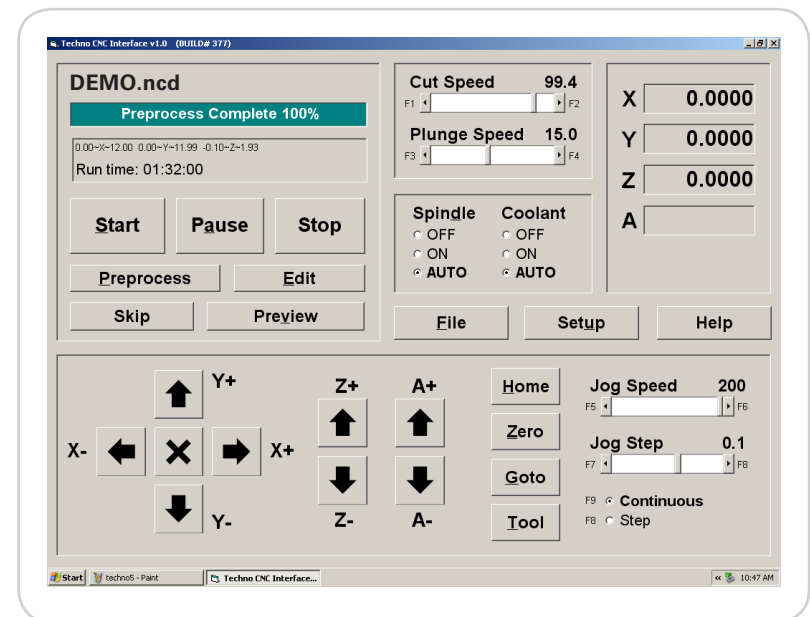 Techno CNC Interface v1.0 (BUILD# 377)
DEMO.ncd
Preprocess Complete 100%
0.00~X~12.00 0.00~Y~11.99 -0.10~Z~1.93
Run time: 01:32:00
Start Pause Stop
Preprocess Edit
Skip Preview
Cut Speed 99.4
F1 F2
Plunge Speed 15.0
F3 F4
Spindle Coolant
OFF OFF
ON ON
AUTO AUTO
X 0.0000
Y 0.0000
Z 0.0000
A
File Setup Help
Y+
X- X+
Y-
Z+ A+
Z- A-
Home
Zero
Goto
Tool
Jog Speed 200
F5 F6
Jog Step 0.1
F7 F8
F9 Continuous
F8 Step
Start techno5 - Paint Techno CNC Interface... « 10:47 AM